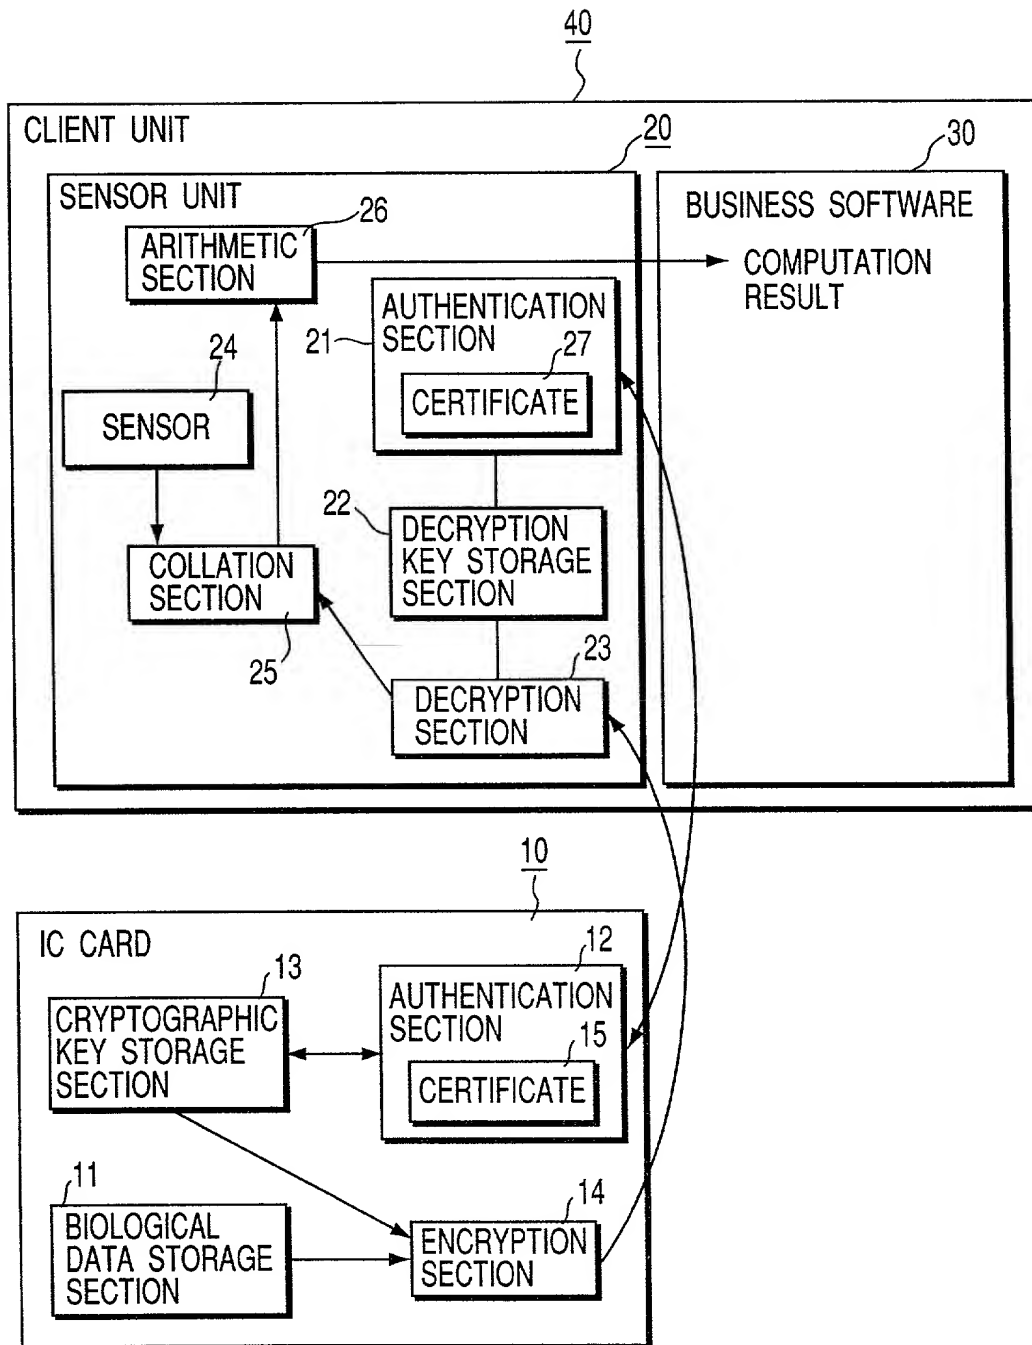 40
CLIENT UNIT
20
30
SENSOR UNIT
26
ARITHMETIC
SECTION
BUSINESS SOFTWARE
COMPUTATION
RESULT
AUTHENTICATION
SECTION
21
27
CERTIFICATE
24
SENSOR
22
DECRYPTION
KEY STORAGE
SECTION
COLLATION
SECTION
25
23
DECRYPTION
SECTION
10
IC CARD
13
CRYPTOGRAPHIC
KEY STORAGE
SECTION
12
AUTHENTICATION
SECTION
15
CERTIFICATE
11
BIOLOGICAL
DATA STORAGE
SECTION
14
ENCRYPTION
SECTION